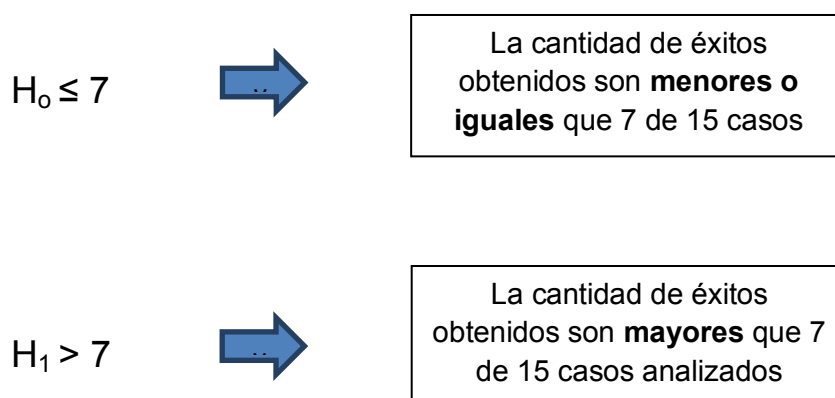 Hₒ ≤ 7
La cantidad de éxitos
obtenidos son menores o
iguales que 7 de 15 casos
H₁ > 7
La cantidad de éxitos
obtenidos son mayores que 7
de 15 casos analizados